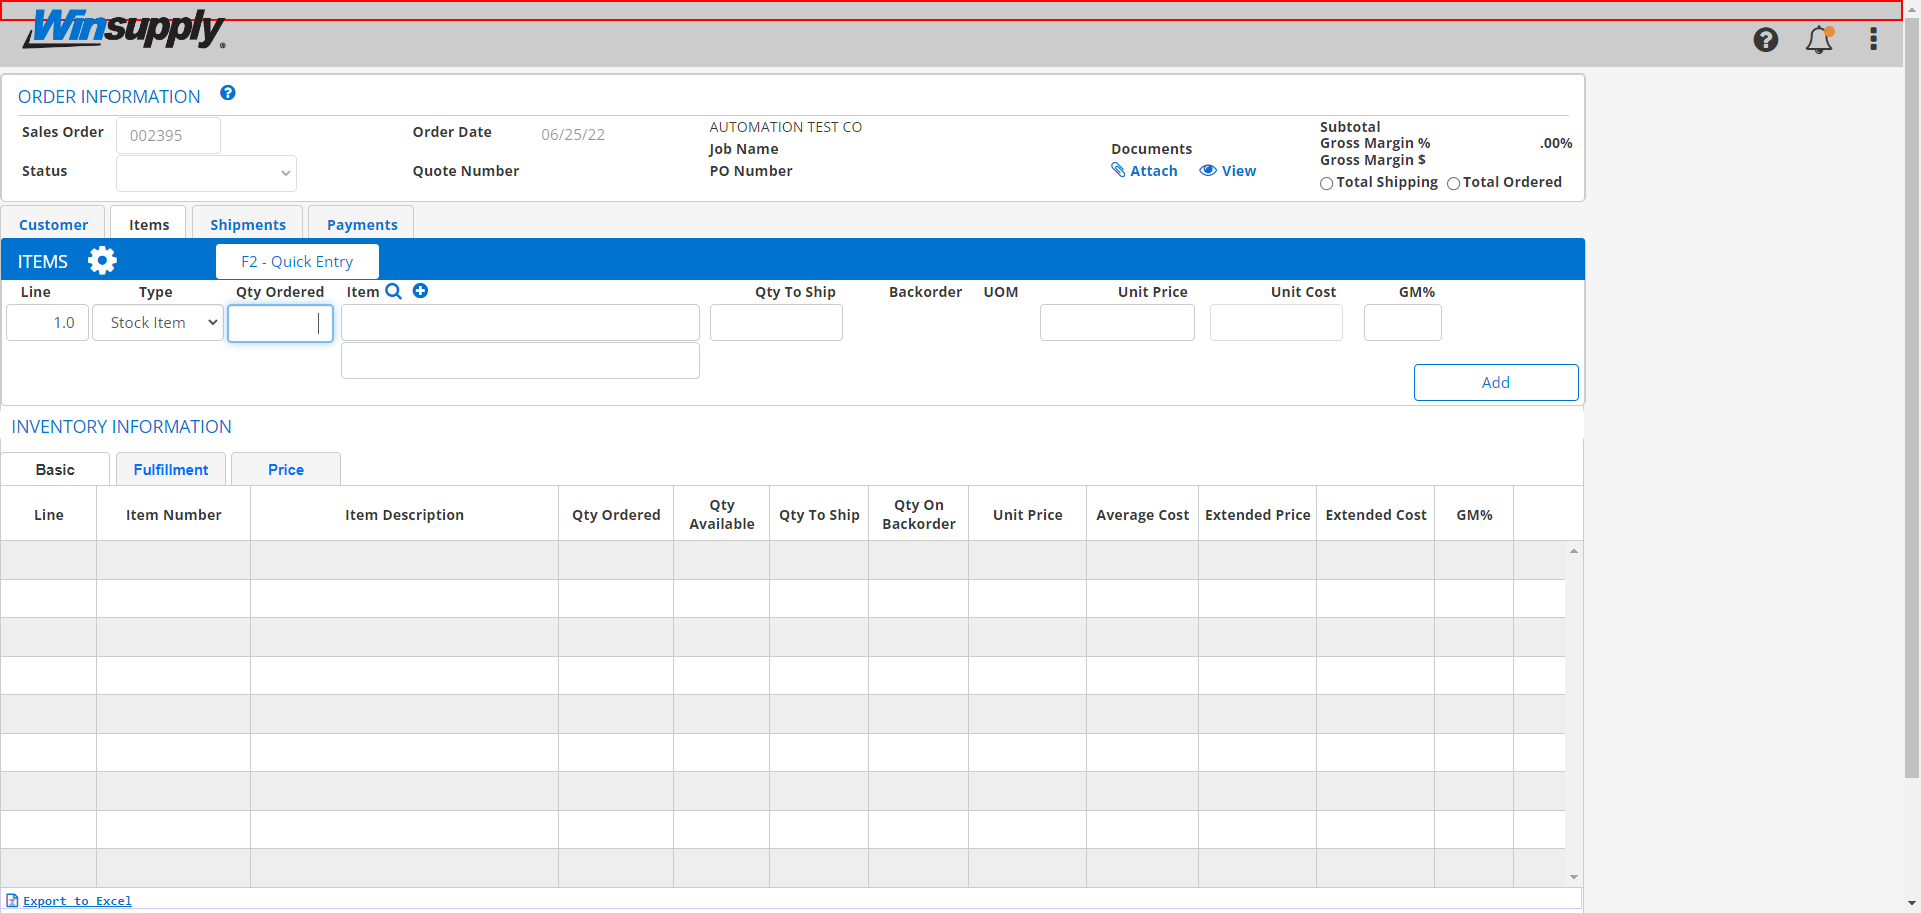 Winsupply
ORDER INFORMATION
Sales Order 002395 Order Date 06/25/22 AUTOMATION TEST CO
Job Name
Status Quote Number PO Number
Documents
Attach View
Subtotal
Gross Margin % .00%
Gross Margin $
Total Shipping Total Ordered
Customer Items Shipments Payments
ITEMS F2 - Quick Entry
Line Type Qty Ordered Item Qty To Ship Backorder UOM Unit Price Unit Cost GM%
1.0 Stock Item
Add
INVENTORY INFORMATION
Basic Fulfillment Price
Line Item Number Item Description Qty Ordered Qty Available Qty To Ship Qty On Backorder Unit Price Average Cost Extended Price Extended Cost GM%
Export to Excel